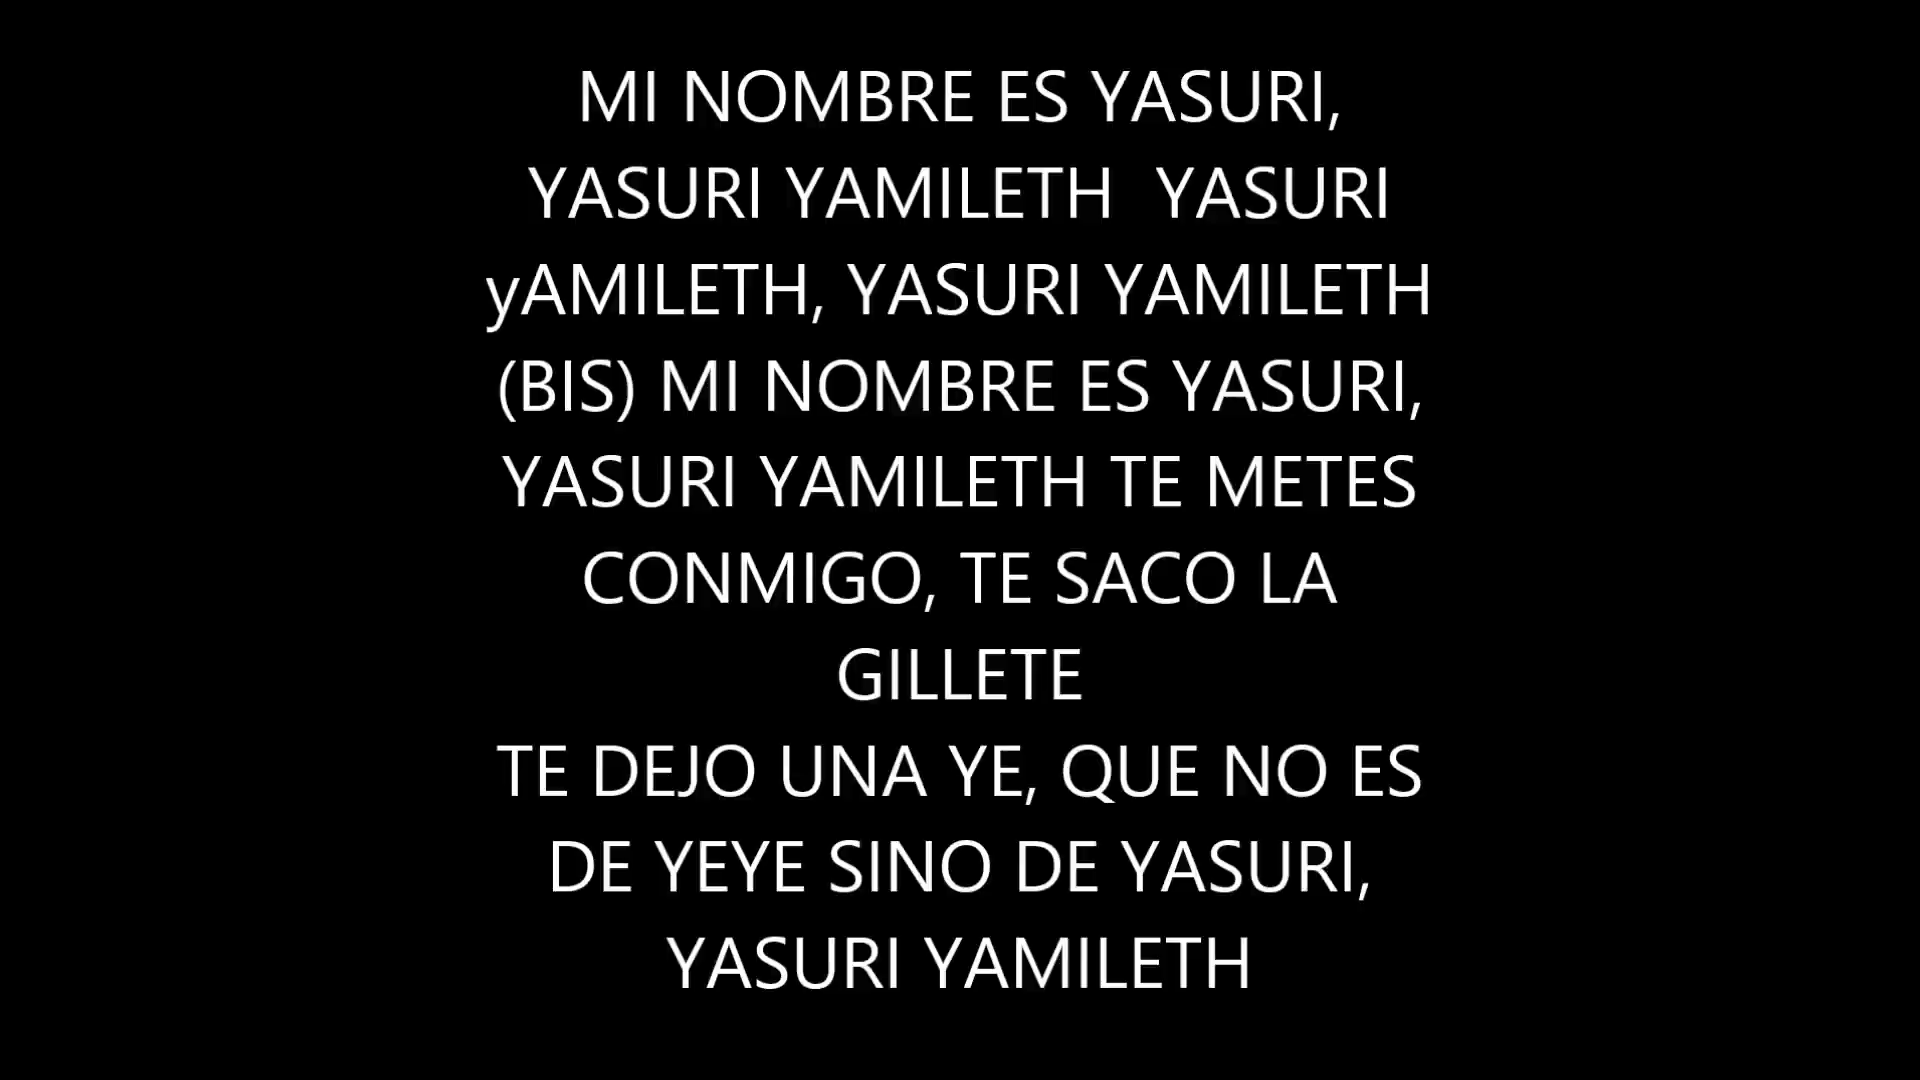 MI NOMBRE ES YASURI,
YASURI YAMILETH  YASURI
yAMILETH, YASURI YAMILETH
(BIS) MI NOMBRE ES YASURI,
YASURI YAMILETH TE METES
CONMIGO, TE SACO LA
GILLETE
TE DEJO UNA YE, QUE NO ES
DE YEYE SINO DE YASURI,
YASURI YAMILETH